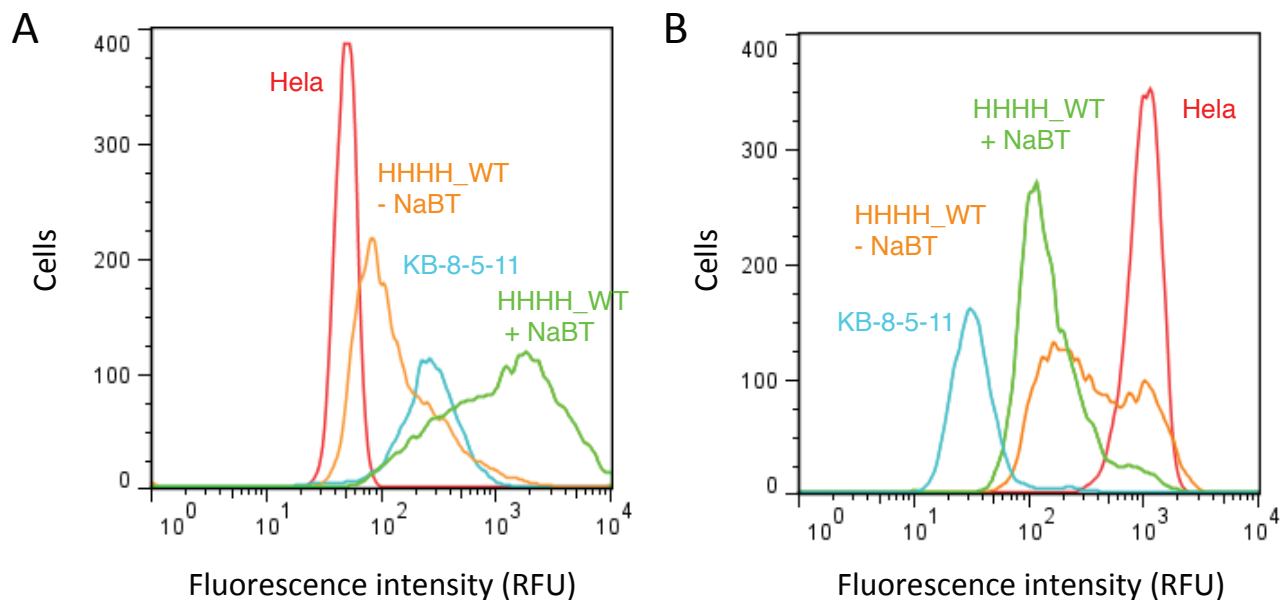 A
400
300
200
100
0
Cells
Hela
HHHH_WT
- NaBT
KB-8-5-11
HHHH_WT
+ NaBT
10^0 10^1 10^2 10^3 10^4
Fluorescence intensity (RFU)
B
400
300
200
100
0
Cells
HHHH_WT
+ NaBT
Hela
HHHH_WT
- NaBT
KB-8-5-11
10^0 10^1 10^2 10^3 10^4
Fluorescence intensity (RFU)